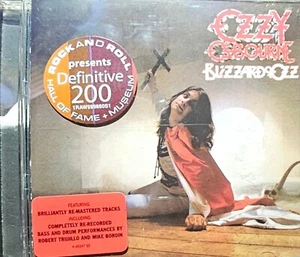 ROCK AND ROLL
HALL OF FAME + MUSEUM
presents
Definitive
200
OZZY
OSBOURNE
BLIZZARD OF OZZ
FEATURING
BRILLIANTLY RE-MASTERED TRACKS
INCLUDING
COMPLETELY RE-RECORDED
BASS AND DRUM PERFORMANCES BY
ROBERT TRUJILLO AND MIKE BORDIN